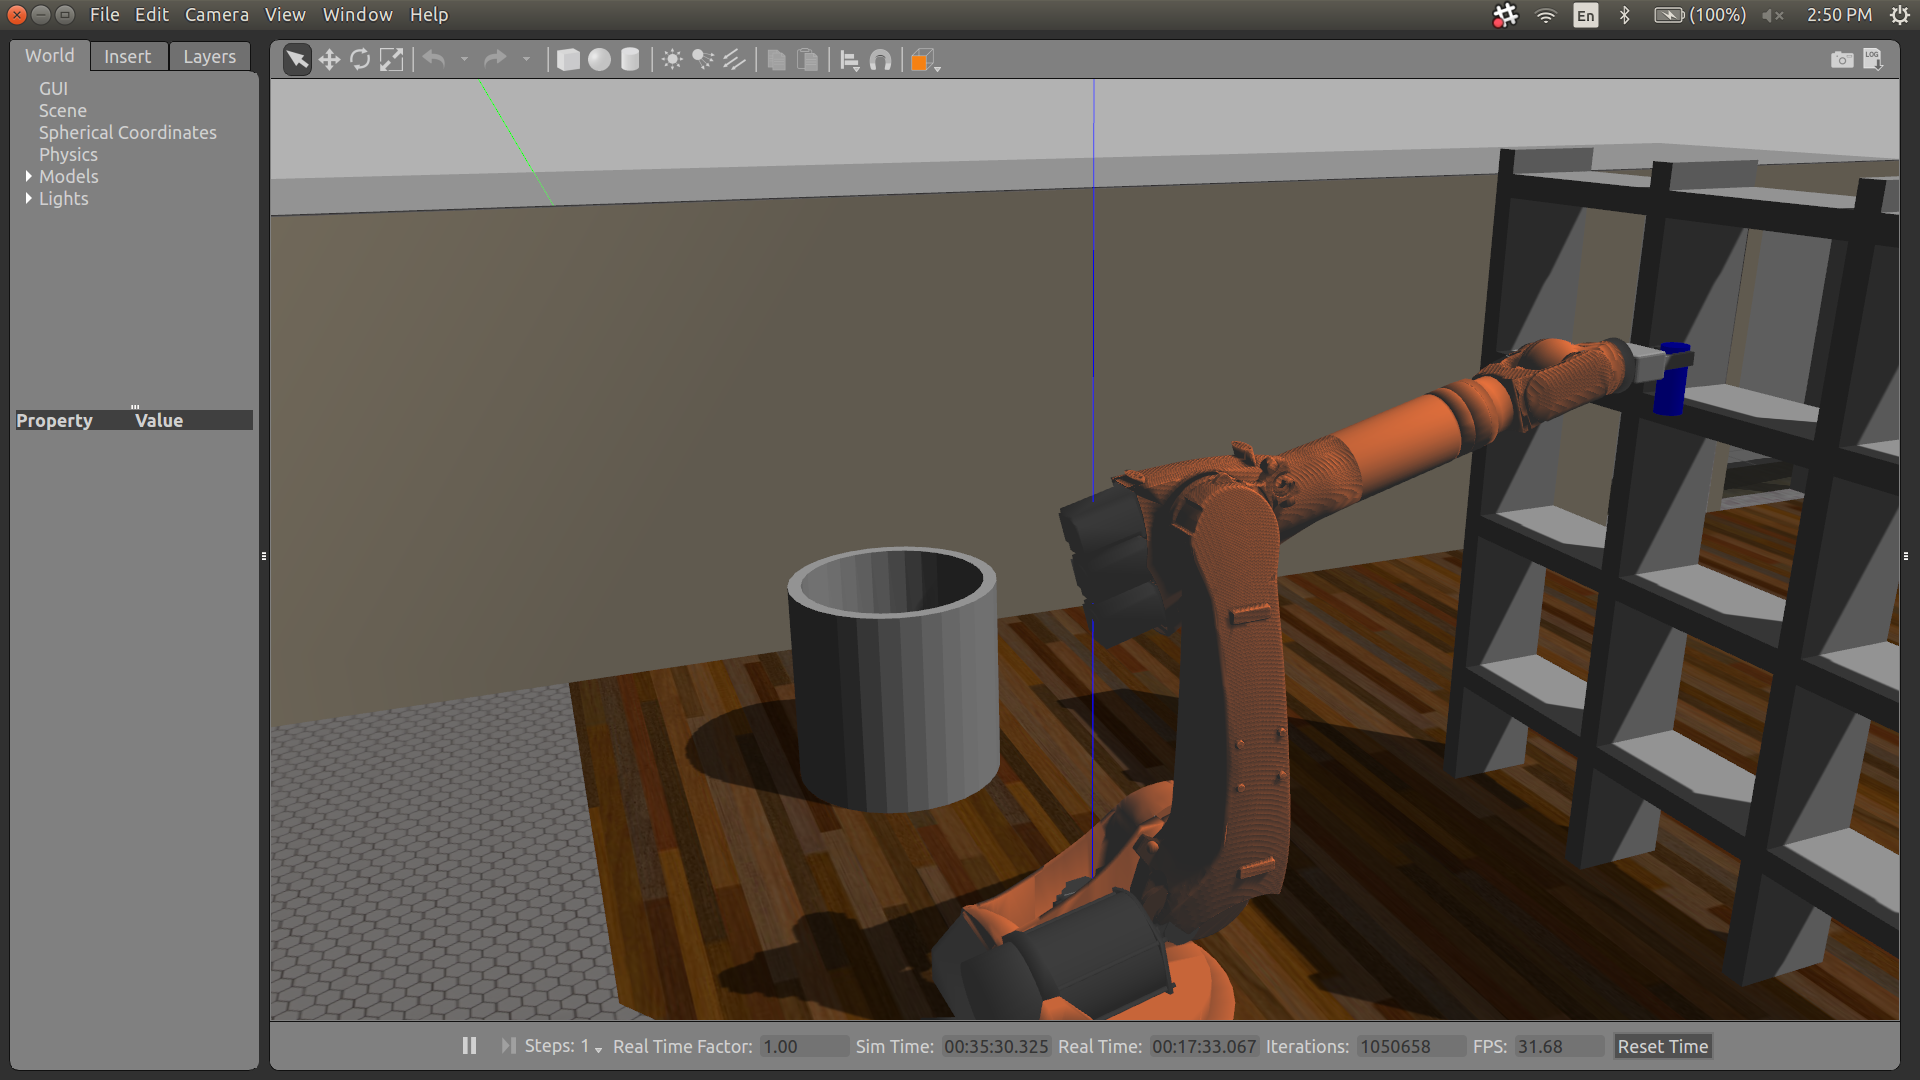 File Edit Camera View Window Help
En (100%) 2:50 PM
World Insert Layers
LOG
GUI
Scene
Spherical Coordinates
Physics
Models
Lights
Property Value
Steps: 1 Real Time Factor: 1.00 Sim Time: 00:35:30.325 Real Time: 00:17:33.067 Iterations: 1050658 FPS: 31.68 Reset Time